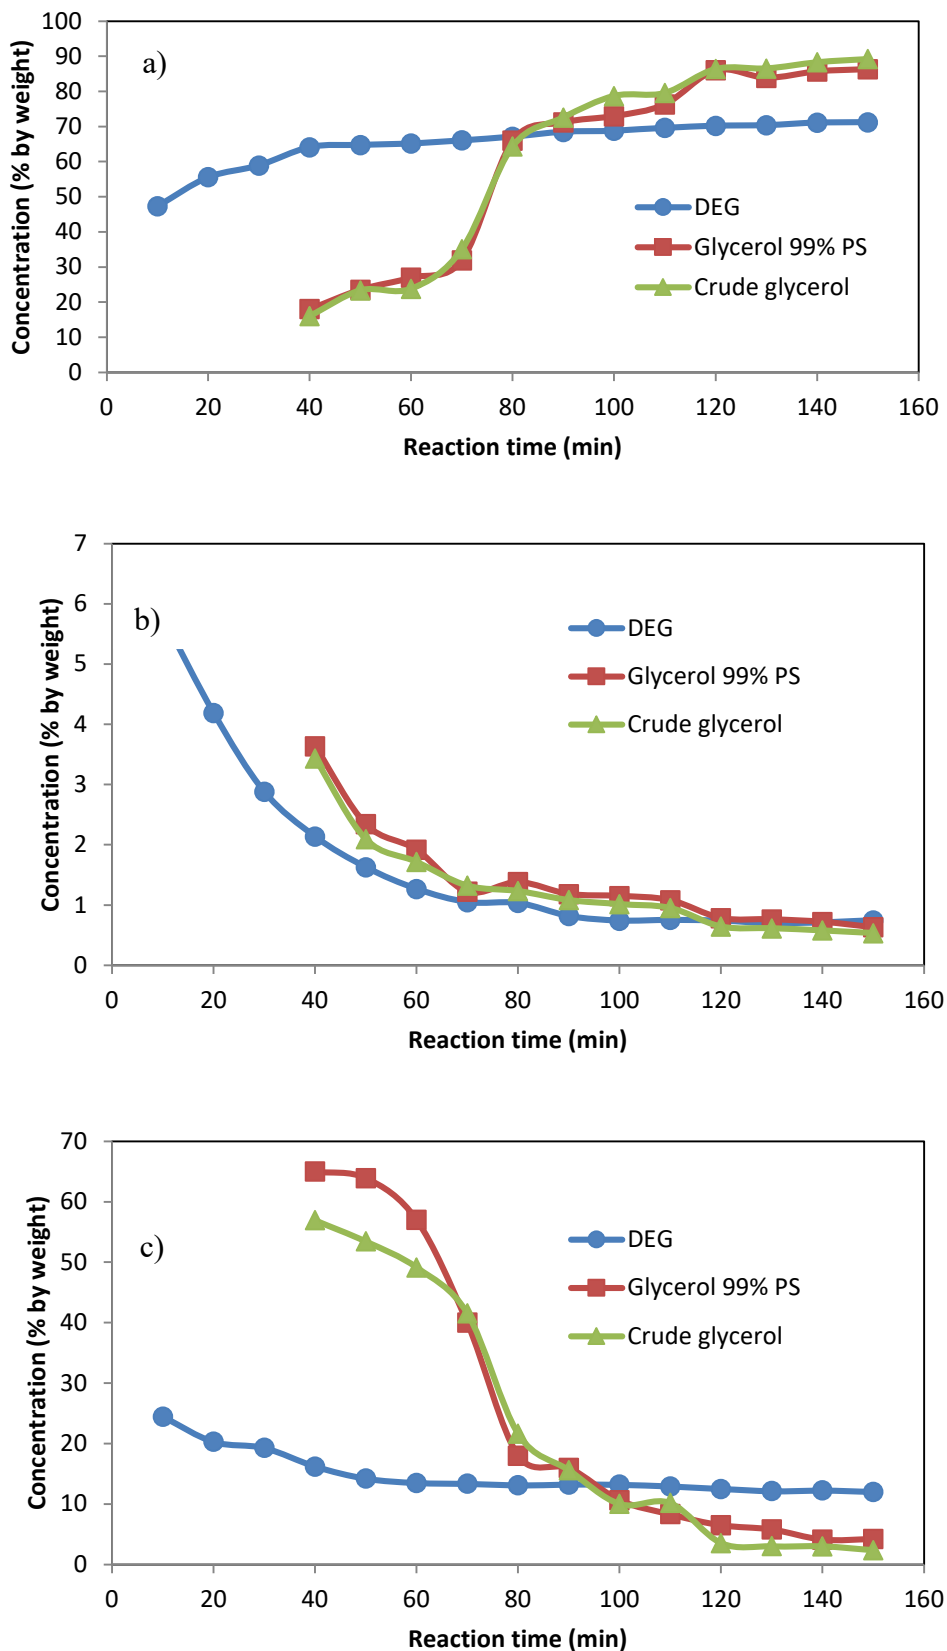 a)
Concentration (% by weight)
100
90
80
70
60
50
40
30
20
10
0
DEG
Glycerol 99% PS
Crude glycerol
0 20 40 60 80 100 120 140 160
Reaction time (min)
b)
Concentration (% by weight)
7
6
5
4
3
2
1
0
DEG
Glycerol 99% PS
Crude glycerol
0 20 40 60 80 100 120 140 160
Reaction time (min)
c)
Concentration (% by weight)
70
60
50
40
30
20
10
0
DEG
Glycerol 99% PS
Crude glycerol
0 20 40 60 80 100 120 140 160
Reaction time (min)